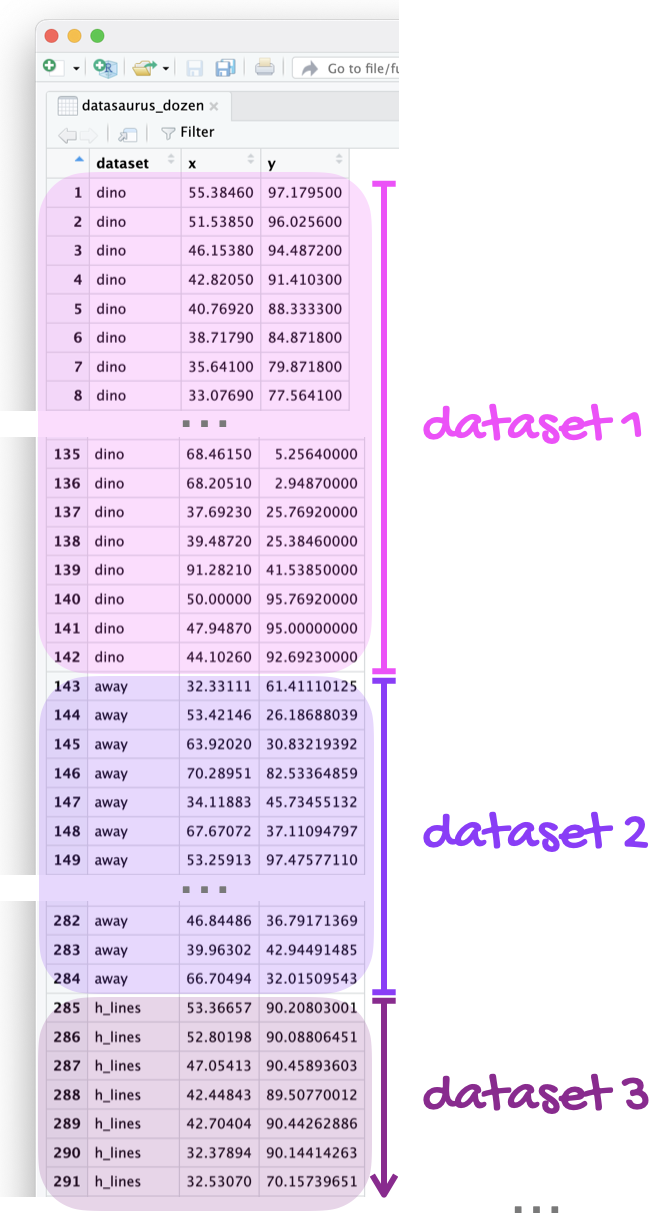 Go to file/fu
datasaurus_dozen
Filter
dataset x y
1 dino 55.38460 97.179500
2 dino 51.53850 96.025600
3 dino 46.15380 94.487200
4 dino 42.82050 91.410300
5 dino 40.76920 88.333300
6 dino 38.71790 84.871800
7 dino 35.64100 79.871800
8 dino 33.07690 77.564100
...
dataset 1
135 dino 68.46150 5.25640000
136 dino 68.20510 2.94870000
137 dino 37.69230 25.76920000
138 dino 39.48720 25.38460000
139 dino 91.28210 41.53850000
140 dino 50.00000 95.76920000
141 dino 47.94870 95.00000000
142 dino 44.10260 92.69230000
143 away 32.33111 61.41110125
144 away 53.42146 26.18688039
145 away 63.92020 30.83219392
146 away 70.28951 82.53364859
147 away 34.11883 45.73455132
148 away 67.67072 37.11094797
149 away 53.25913 97.47577110
...
dataset 2
282 away 46.84486 36.79171369
283 away 39.96302 42.94491485
284 away 66.70494 32.01509543
285 h_lines 53.36657 90.20803001
286 h_lines 52.80198 90.08806451
287 h_lines 47.05413 90.45893603
288 h_lines 42.44843 89.50770012
289 h_lines 42.70404 90.44262886
290 h_lines 32.37894 90.14414263
291 h_lines 32.53070 70.15739651
dataset 3
...